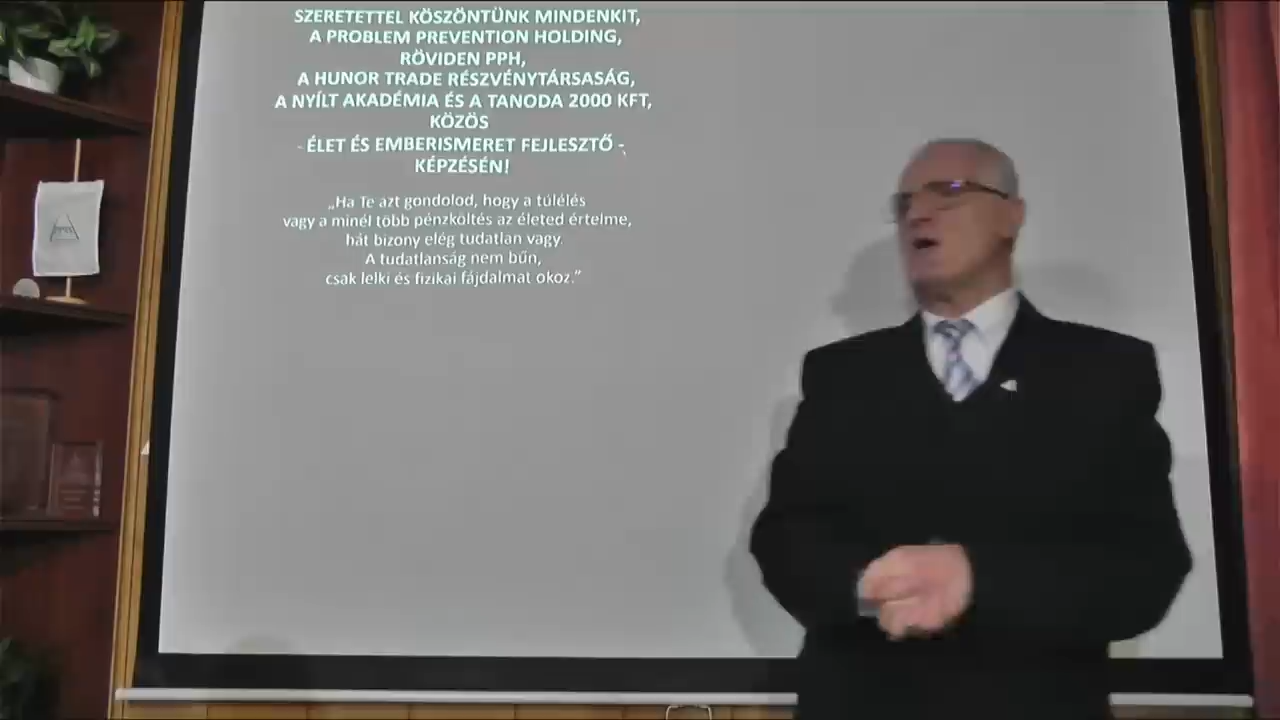 SZERETETTEL KÖSZÖNTÜNK MINDENKIT,
A PROBLEM PREVENTION HOLDING,
RÖVIDEN PPH,
A HUNOR TRADE RÉSZVÉNYTÁRSASÁG,
A NYÍLT AKADÉMIA ÉS A TANODA 2000 KFT,
KÖZÖS
- ÉLET ÉS EMBERISMERET FEJLESZTŐ -
KÉPZÉSÉN!
„Ha Te azt gondolod, hogy a túlélés
vagy a minél több pénzköltés az életed értelme,
hát bizony elég tudatlan vagy.
A tudatlanság nem bűn,
csak lelki és fizikai fájdalmat okoz.”